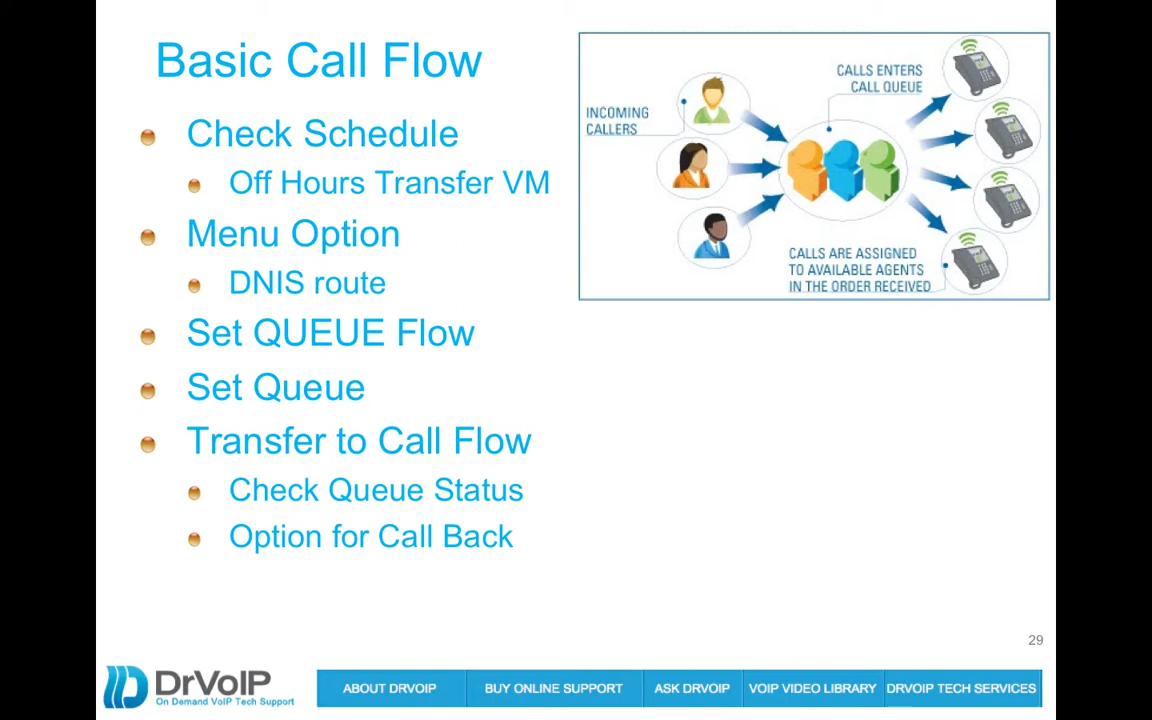 Basic Call Flow
Check Schedule
Off Hours Transfer VM
Menu Option
DNIS route
Set QUEUE Flow
Set Queue
Transfer to Call Flow
Check Queue Status
Option for Call Back
INCOMING
CALLERS
CALLS ENTERS
CALL QUEUE
CALLS ARE ASSIGNED
TO AVAILABLE AGENTS
IN THE ORDER RECEIVED
29
DrVoIP
On Demand VoIP Tech Support
ABOUT DRVOIP
BUY ONLINE SUPPORT
ASK DRVOIP
VOIP VIDEO LIBRARY
DRVOIP TECH SERVICES